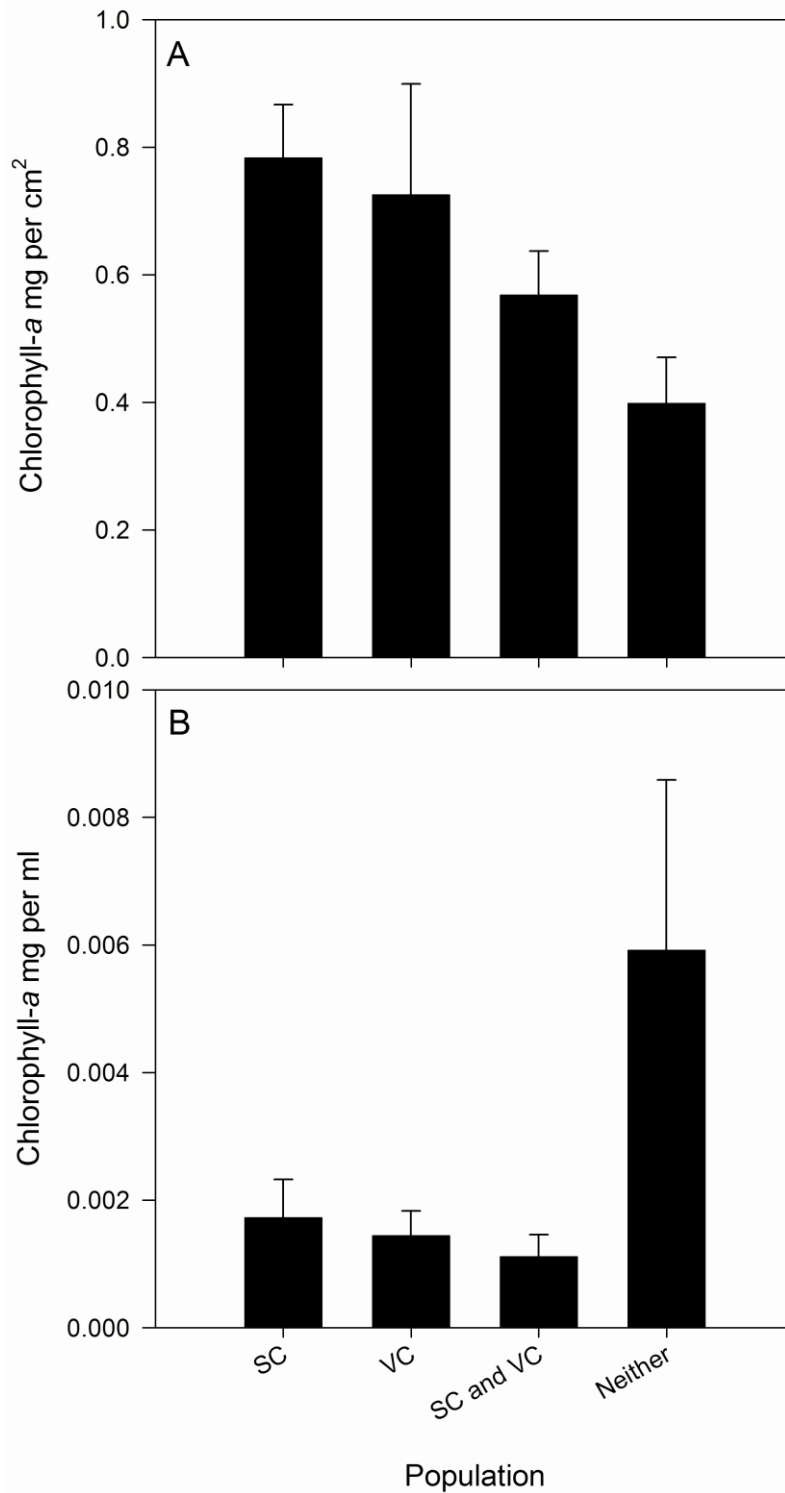 A
1.0
0.8
0.6
0.4
0.2
0.0
Chlorophyll-a mg per cm²
B
0.010
0.008
0.006
0.004
0.002
0.000
Chlorophyll-a mg per ml
SC
VC
SC and VC
Neither
Population